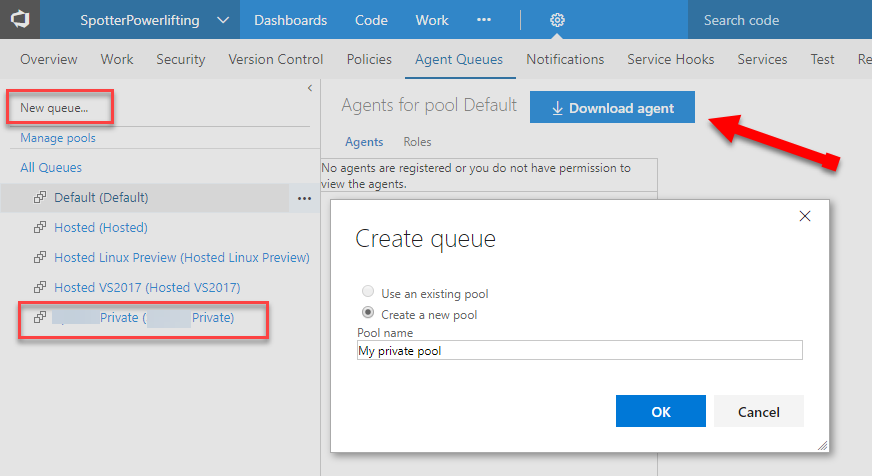 SpotterPowerlifting Dashboards Code Work ... Search code
Overview Work Security Version Control Policies Agent Queues Notifications Service Hooks Services Test Re
New queue...
Manage pools
All Queues
Default (Default) ...
Hosted (Hosted)
Hosted Linux Preview (Hosted Linux Preview)
Hosted VS2017 (Hosted VS2017)
Private ( Private)
Agents for pool Default Download agent
Agents Roles
No agents are registered or you do not have permission to
view the agents.
Create queue
Use an existing pool
Create a new pool
Pool name
My private pool
OK Cancel